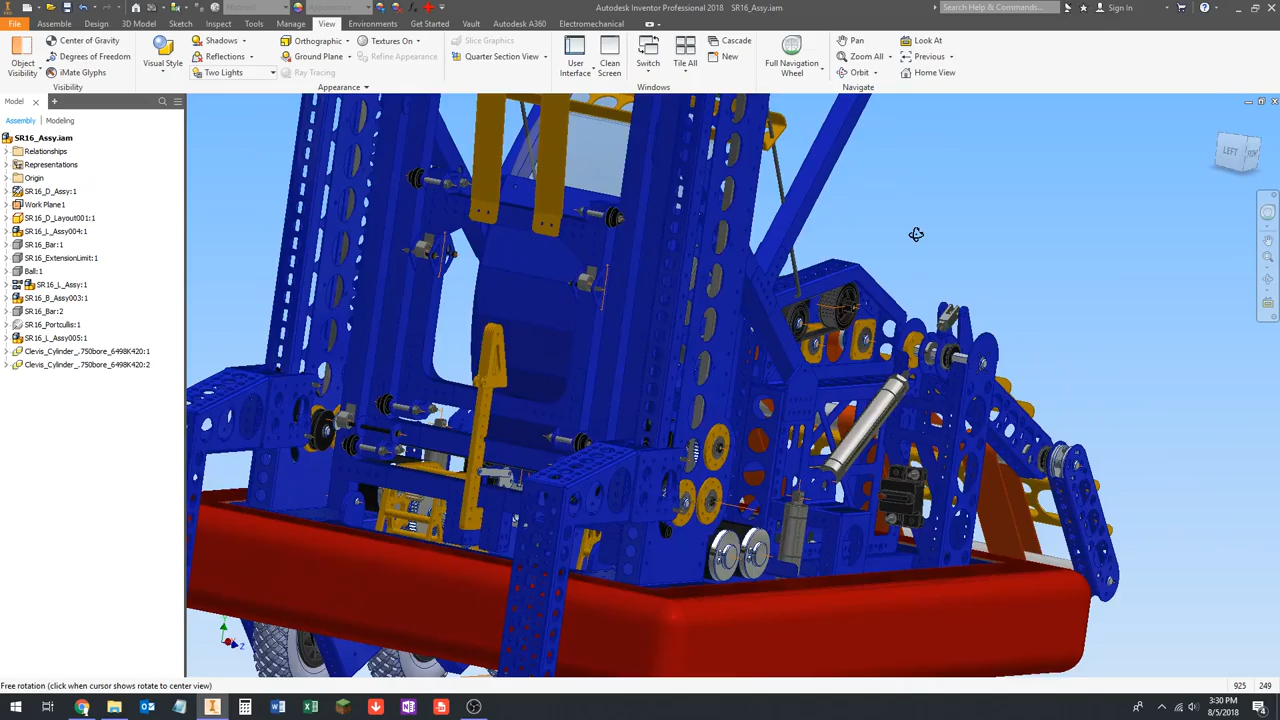 Material
Appearance
Autodesk Inventor Professional 2018    SR16_Assy.iam
Search Help & Commands...
Sign In
File
Assemble
Design
3D Model
Sketch
Inspect
Tools
Manage
View
Environments
Get Started
Vault
Autodesk A360
Electromechanical
Object Visibility
Center of Gravity
Degrees of Freedom
iMate Glyphs
Visibility
Visual Style
Shadows
Reflections
Two Lights
Orthographic
Ground Plane
Ray Tracing
Textures On
Refine Appearance
Appearance
Slice Graphics
Quarter Section View
User Interface
Clean Screen
Switch
Tile All
Cascade
New
Windows
Full Navigation Wheel
Pan
Zoom All
Orbit
Look At
Previous
Home View
Navigate
Model
Assembly
Modeling
SR16_Assy.iam
Relationships
Representations
Origin
SR16_D_Assy:1
Work Plane1
SR16_D_Layout001:1
SR16_L_Assy004:1
SR16_Bar:1
SR16_ExtensionLimit:1
Ball:1
SR16_L_Assy:1
SR16_B_Assy003:1
SR16_Bar:2
SR16_Portcullis:1
SR16_L_Assy005:1
Clevis_Cylinder_.750bore_6498K420:1
Clevis_Cylinder_.750bore_6498K420:2
LEFT
Z
Free rotation (click when cursor shows rotate to center view)
925
249
3:30 PM
8/5/2018